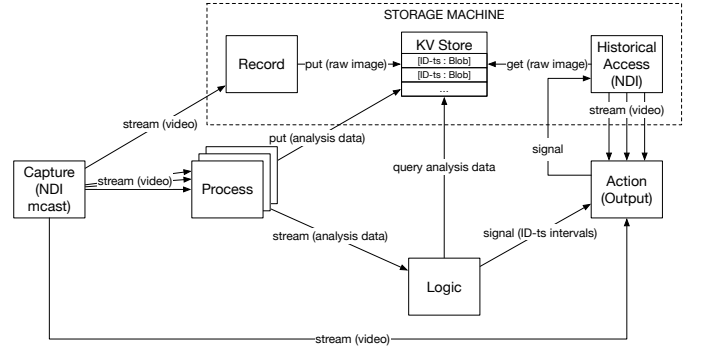 STORAGE MACHINE
Record
put (raw image)
KV Store
[ID-ts : Blob]
[ID-ts : Blob]
...
get (raw image)
Historical
Access
(NDI)
stream (video)
stream (video)
put (analysis data)
signal
Capture
(NDI
mcast)
stream (video)
Process
query analysis data
Action
(Output)
stream (analysis data)
signal (ID-ts intervals)
Logic
stream (video)